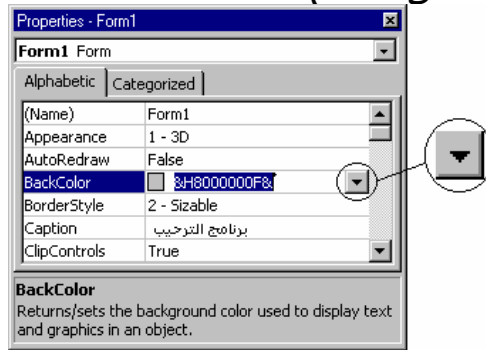 Properties - Form1
Form1 Form
Alphabetic Categorized
(Name) Form1
Appearance 1 - 3D
AutoRedraw False
BackColor &H8000000F&
BorderStyle 2 - Sizable
Caption برنامج الترحيب
ClipControls True
BackColor
Returns/sets the background color used to display text
and graphics in an object.